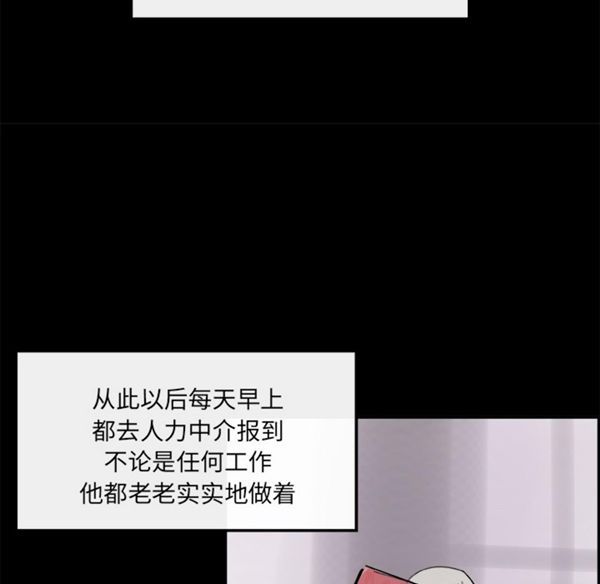 从此以后每天早上
都去人力中介报到
不论是任何工作
他都老老实实地做着